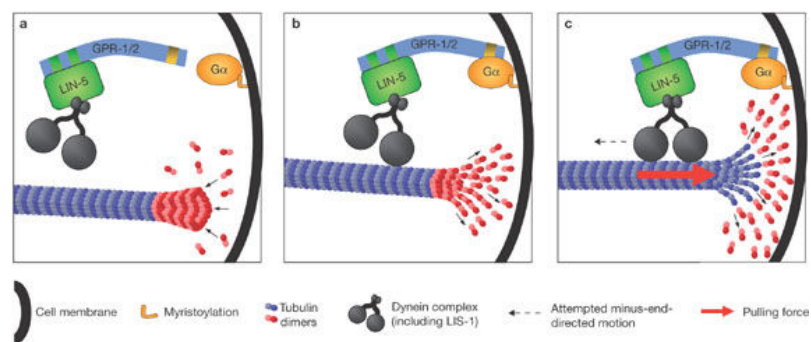 a
GPR-1/2
LIN-5
Gα
b
GPR-1/2
LIN-5
Gα
c
GPR-1/2
LIN-5
Gα
Cell membrane
Myristoylation
Tubulin
dimers
Dynein complex
(including LIS-1)
Attempted minus-end-
directed motion
Pulling force